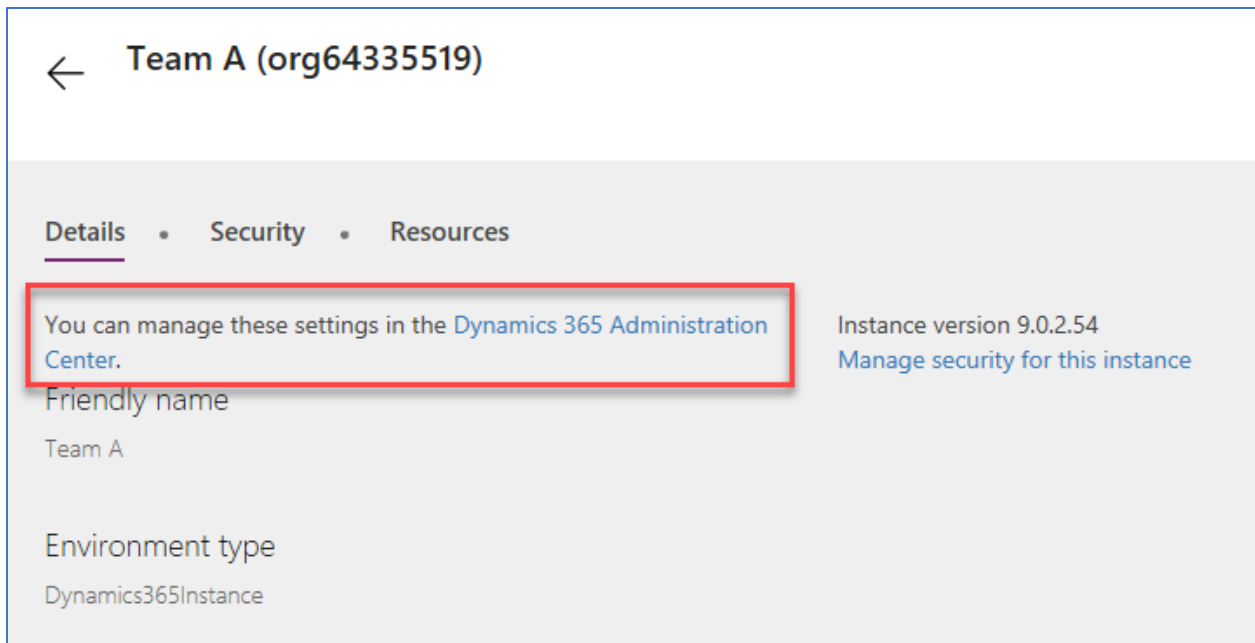 Team A (org64335519)
Details • Security • Resources
You can manage these settings in the Dynamics 365 Administration
Center.
Instance version 9.0.2.54
Manage security for this instance
Friendly name
Team A
Environment type
Dynamics365Instance